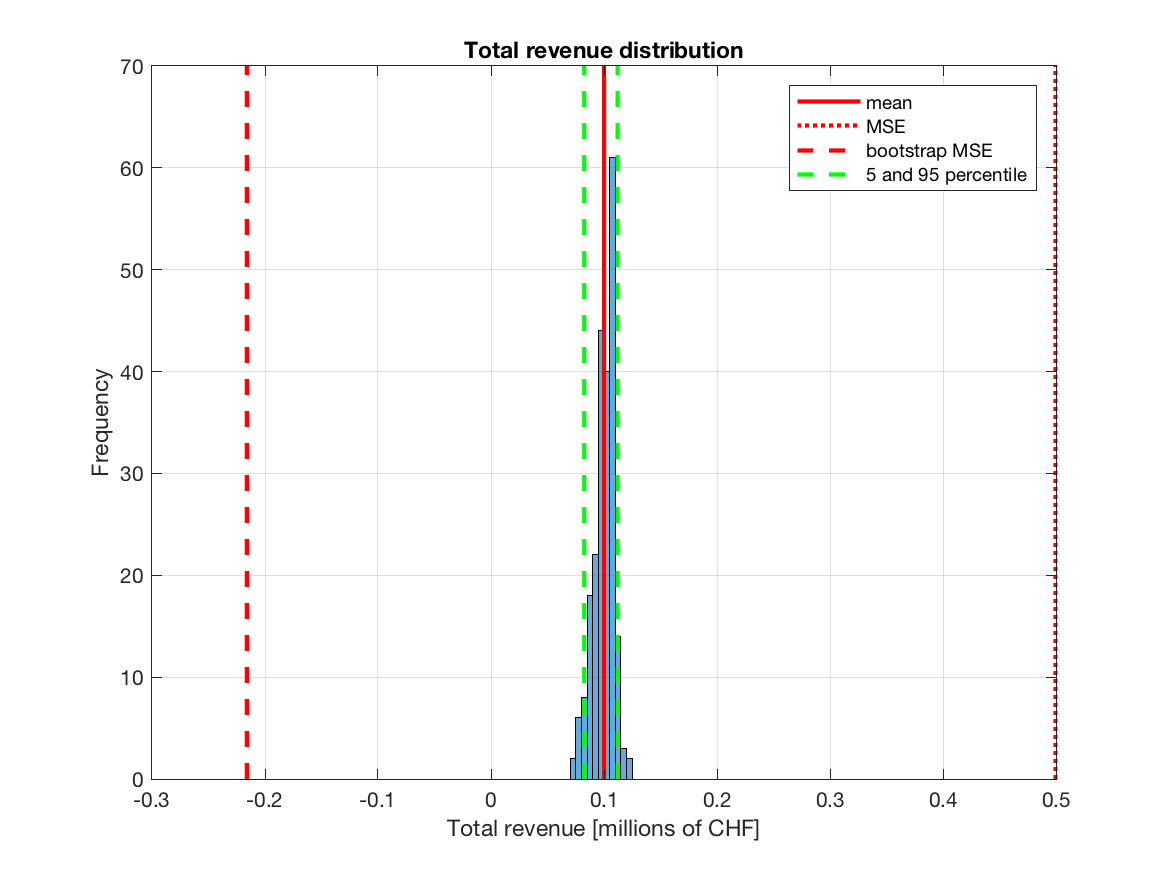 Total revenue distribution
70
60
50
40
30
20
10
0
Frequency
mean
MSE
bootstrap MSE
5 and 95 percentile
-0.3 -0.2 -0.1 0 0.1 0.2 0.3 0.4 0.5
Total revenue [millions of CHF]